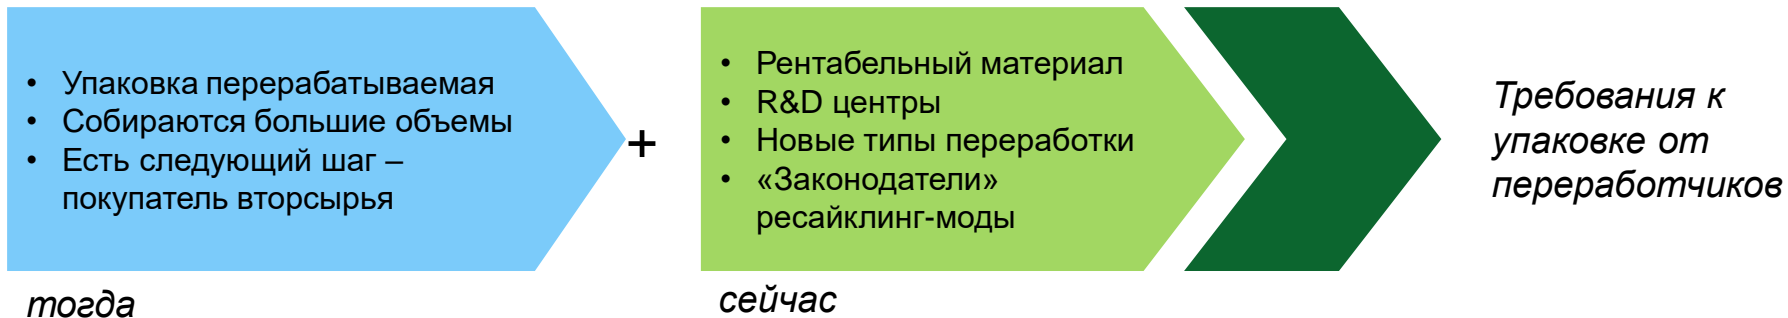 • Упаковка перерабатываемая
• Собираются большие объемы
• Есть следующий шаг –
покупатель вторсырья
тогда
+
• Рентабельный материал
• R&D центры
• Новые типы переработки
• «Законодатели»
ресайклинг-моды
сейчас
Требования к
упаковке от
переработчиков